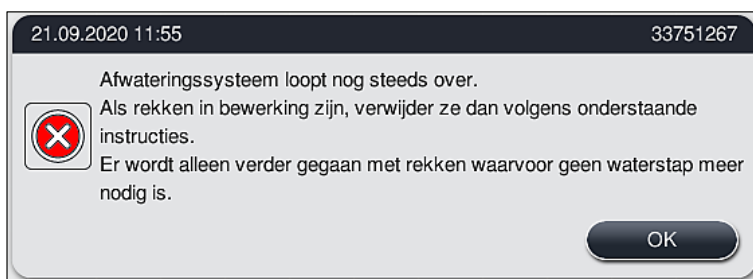 21.09.2020 11:55 33751267
Afwateringssysteem loopt nog steeds over.
Als rekken in bewerking zijn, verwijder ze dan volgens onderstaande
instructies.
Er wordt alleen verder gegaan met rekken waarvoor geen waterstap meer
nodig is.
OK